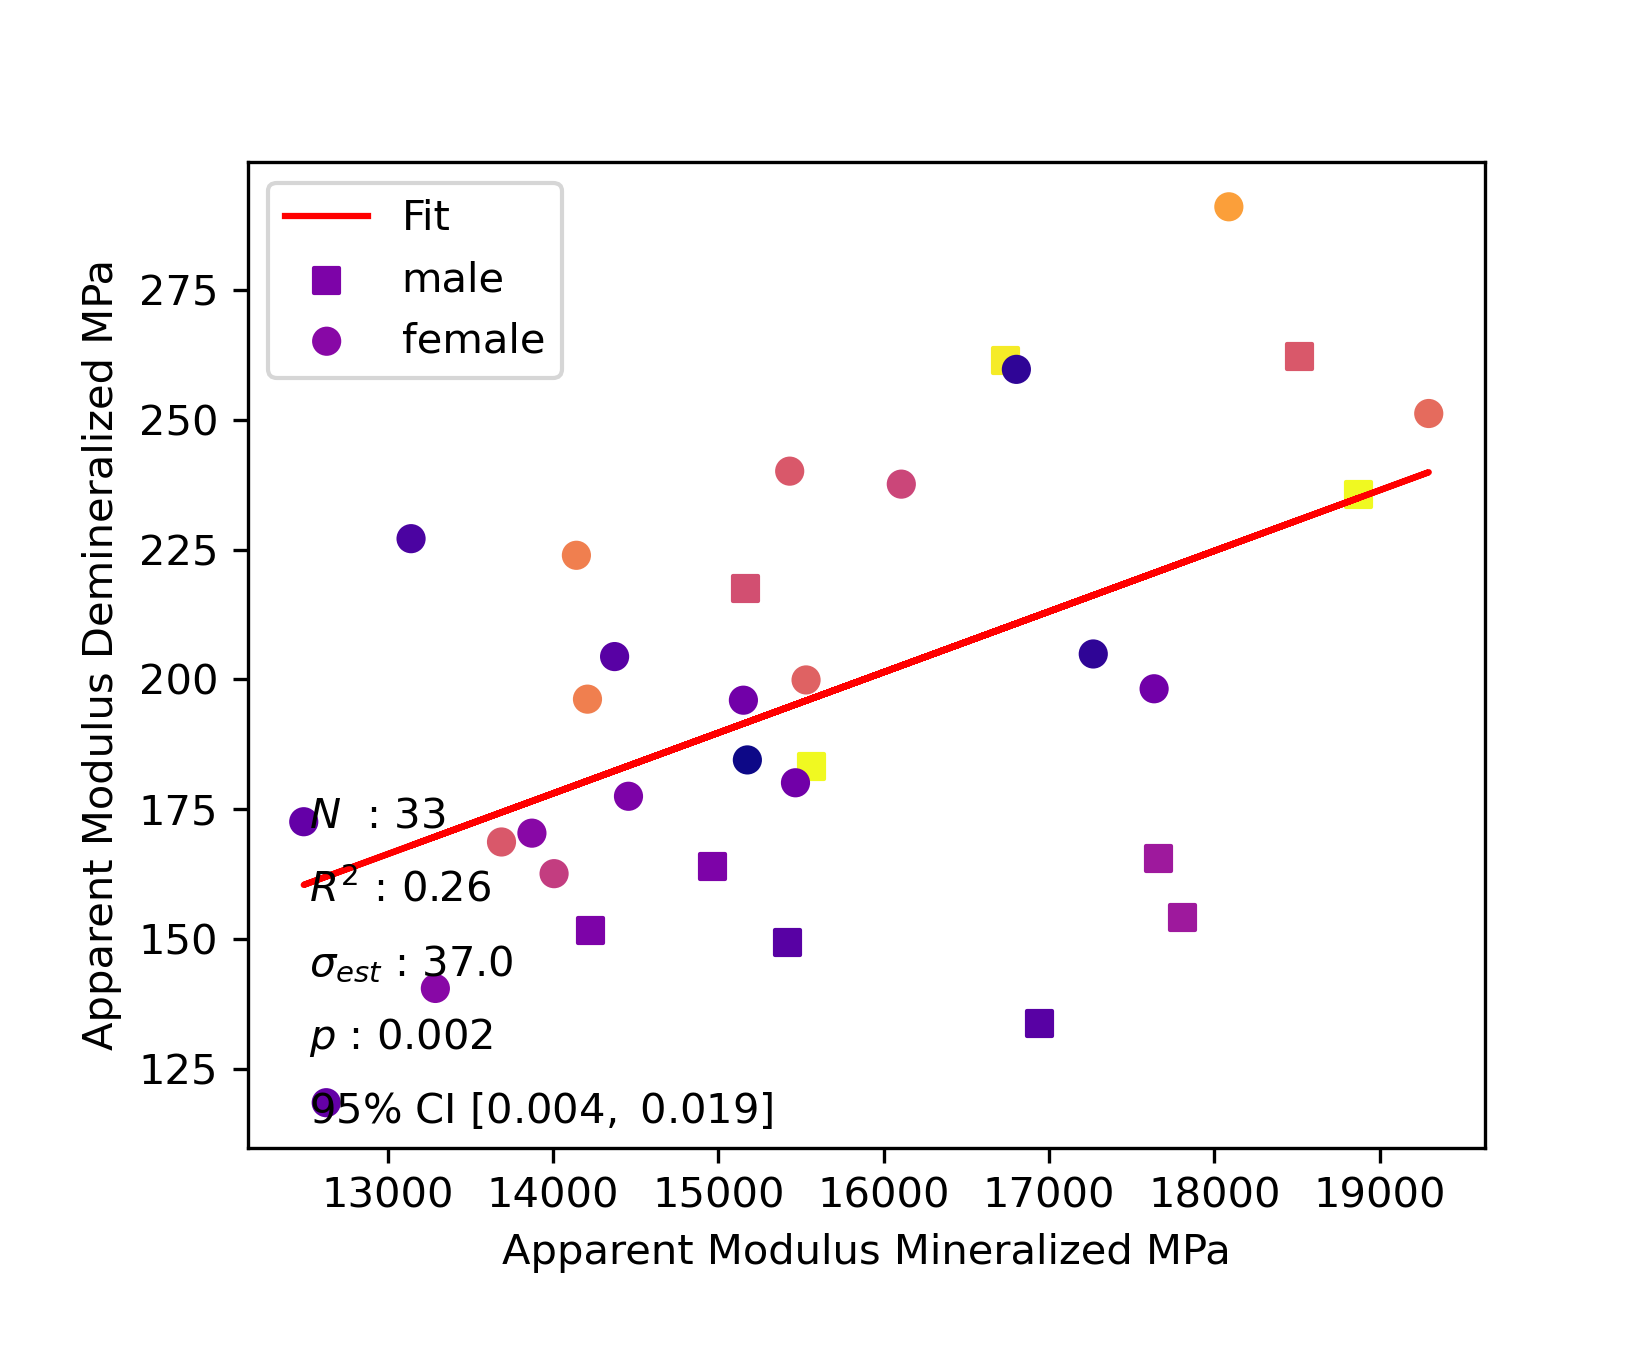 Fit
male
female
275
250
225
200
175
150
125
Apparent Modulus Demineralized MPa
N : 33
R² : 0.26
σest : 37.0
p : 0.002
95% CI [0.004, 0.019]
13000 14000 15000 16000 17000 18000 19000
Apparent Modulus Mineralized MPa